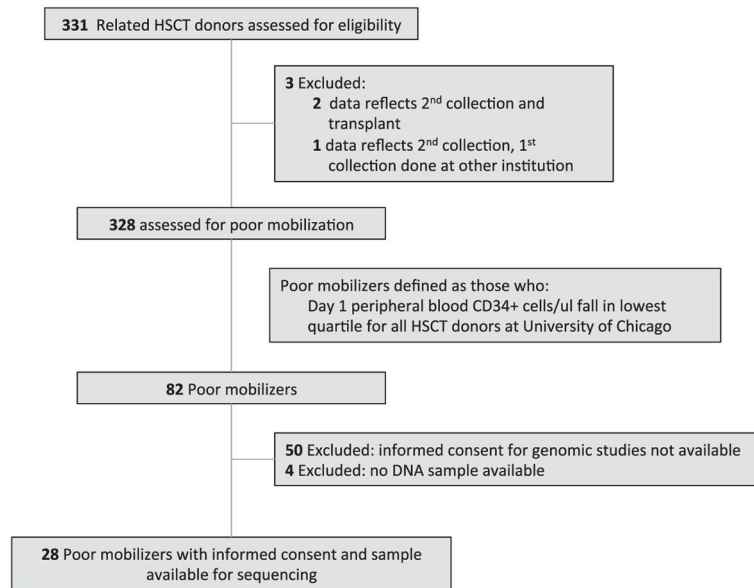 331 Related HSCT donors assessed for eligibility
3 Excluded:
2 data reflects 2nd collection and
transplant
1 data reflects 2nd collection, 1st
collection done at other institution
328 assessed for poor mobilization
Poor mobilizers defined as those who:
Day 1 peripheral blood CD34+ cells/ul fall in lowest
quartile for all HSCT donors at University of Chicago
82 Poor mobilizers
50 Excluded: informed consent for genomic studies not available
4 Excluded: no DNA sample available
28 Poor mobilizers with informed consent and sample
available for sequencing